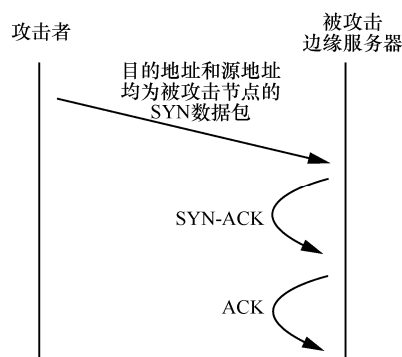 攻击者
被攻击
边缘服务器
目的地址和源地址
均为被攻击节点的
SYN数据包
SYN-ACK
ACK